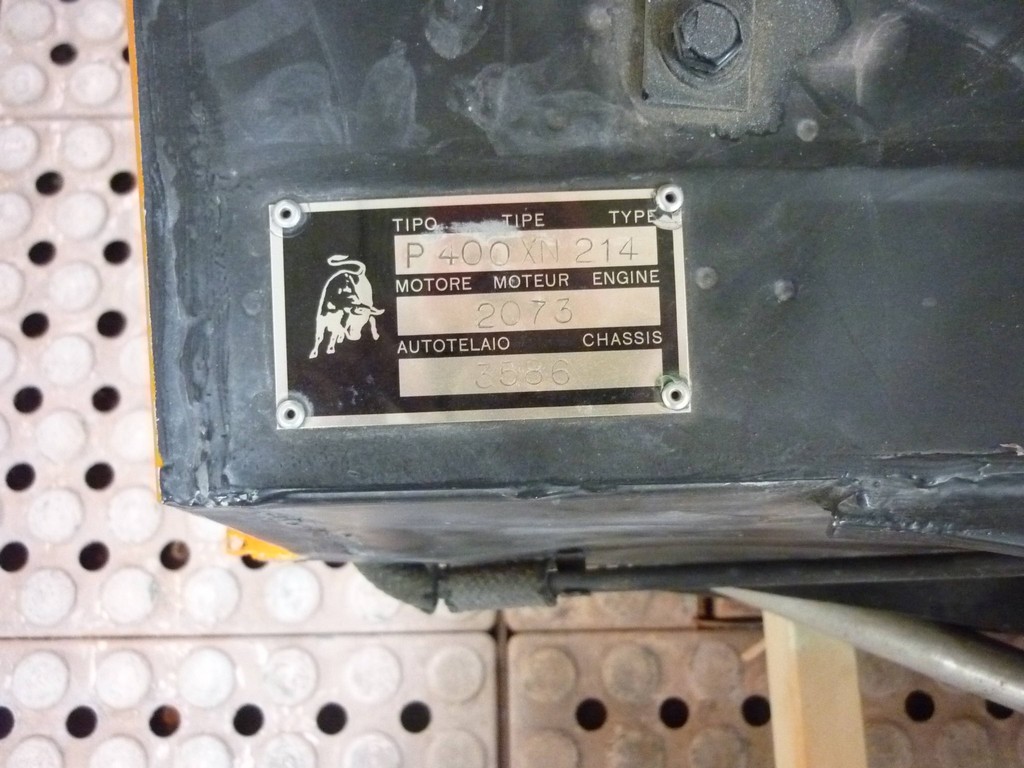 TIPO TIPE TYPE
P 400 XN 214
MOTORE MOTEUR ENGINE
2073
AUTOTELAIO CHASSIS
3586